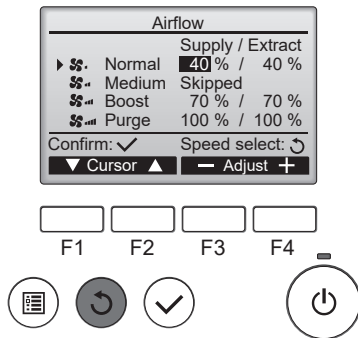 Airflow
Supply / Extract
Normal 40 % / 40 %
Medium Skipped
Boost 70 % / 70 %
Purge 100 % / 100 %
Confirm: Speed select:
Cursor Adjust
F1 F2 F3 F4